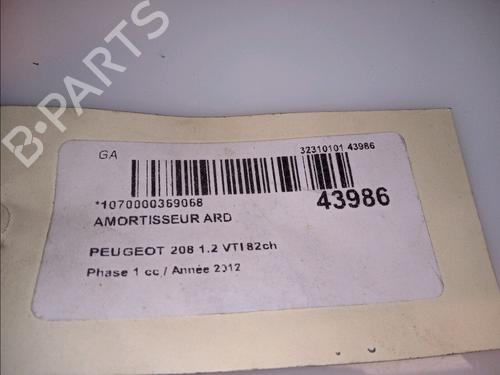 B-PARTS
GA
32310101 43986
*1070000369068
43986
AMORTISSEUR ARD
PEUGEOT 208 1.2 VTI 82ch
Phase 1 cc / Année 2012